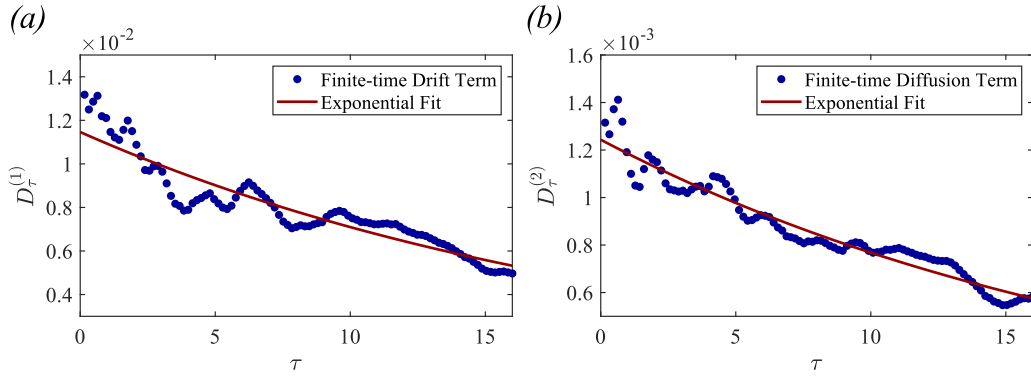 (a)
×10⁻²
1.4
1.2
1
0.8
0.6
0.4
D_τ^(1)
0
5
10
15
τ
Finite-time Drift Term
Exponential Fit
(b)
×10⁻³
1.6
1.4
1.2
1
0.8
0.6
D_τ^(2)
0
5
10
15
τ
Finite-time Diffusion Term
Exponential Fit